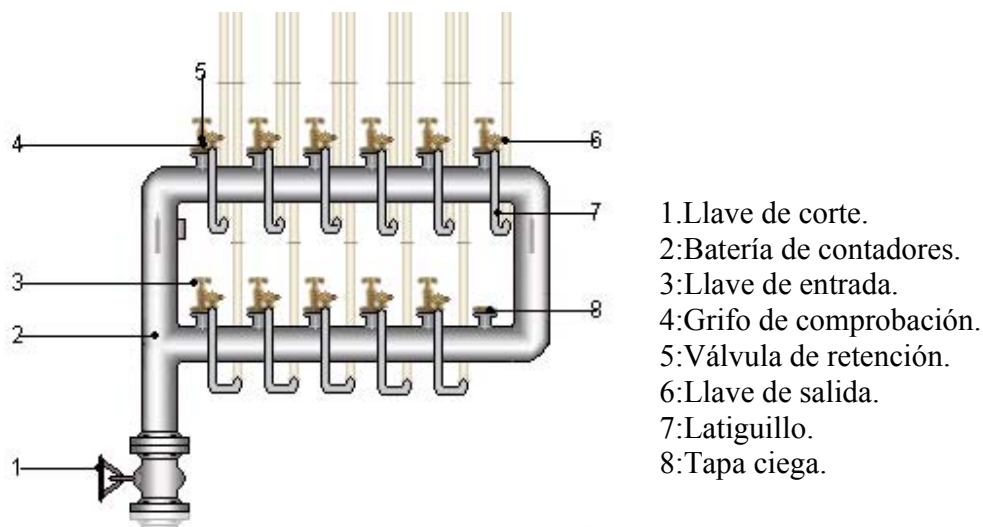 5
4
6
7
3
2
8
1
1.Llave de corte.
2:Batería de contadores.
3:Llave de entrada.
4:Grifo de comprobación.
5:Válvula de retención.
6:Llave de salida.
7:Latiguillo.
8:Tapa ciega.